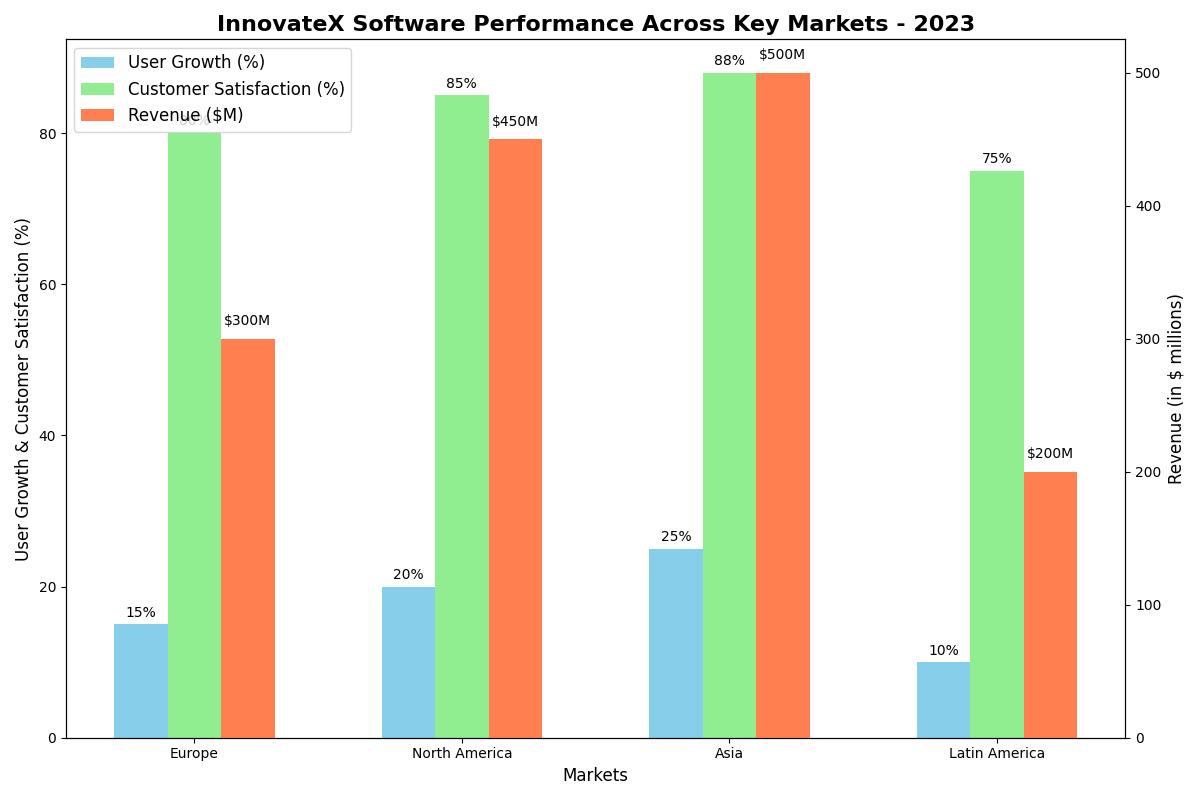 InnovateX Software Performance Across Key Markets - 2023
User Growth (%)
Customer Satisfaction (%)
Revenue ($M)
User Growth & Customer Satisfaction (%)
80
60
40
20
0
15%
80%
$300M
20%
85%
$450M
25%
88%
$500M
10%
75%
$200M
500
400
300
200
100
0
Revenue (in $ millions)
Europe
North America
Asia
Latin America
Markets